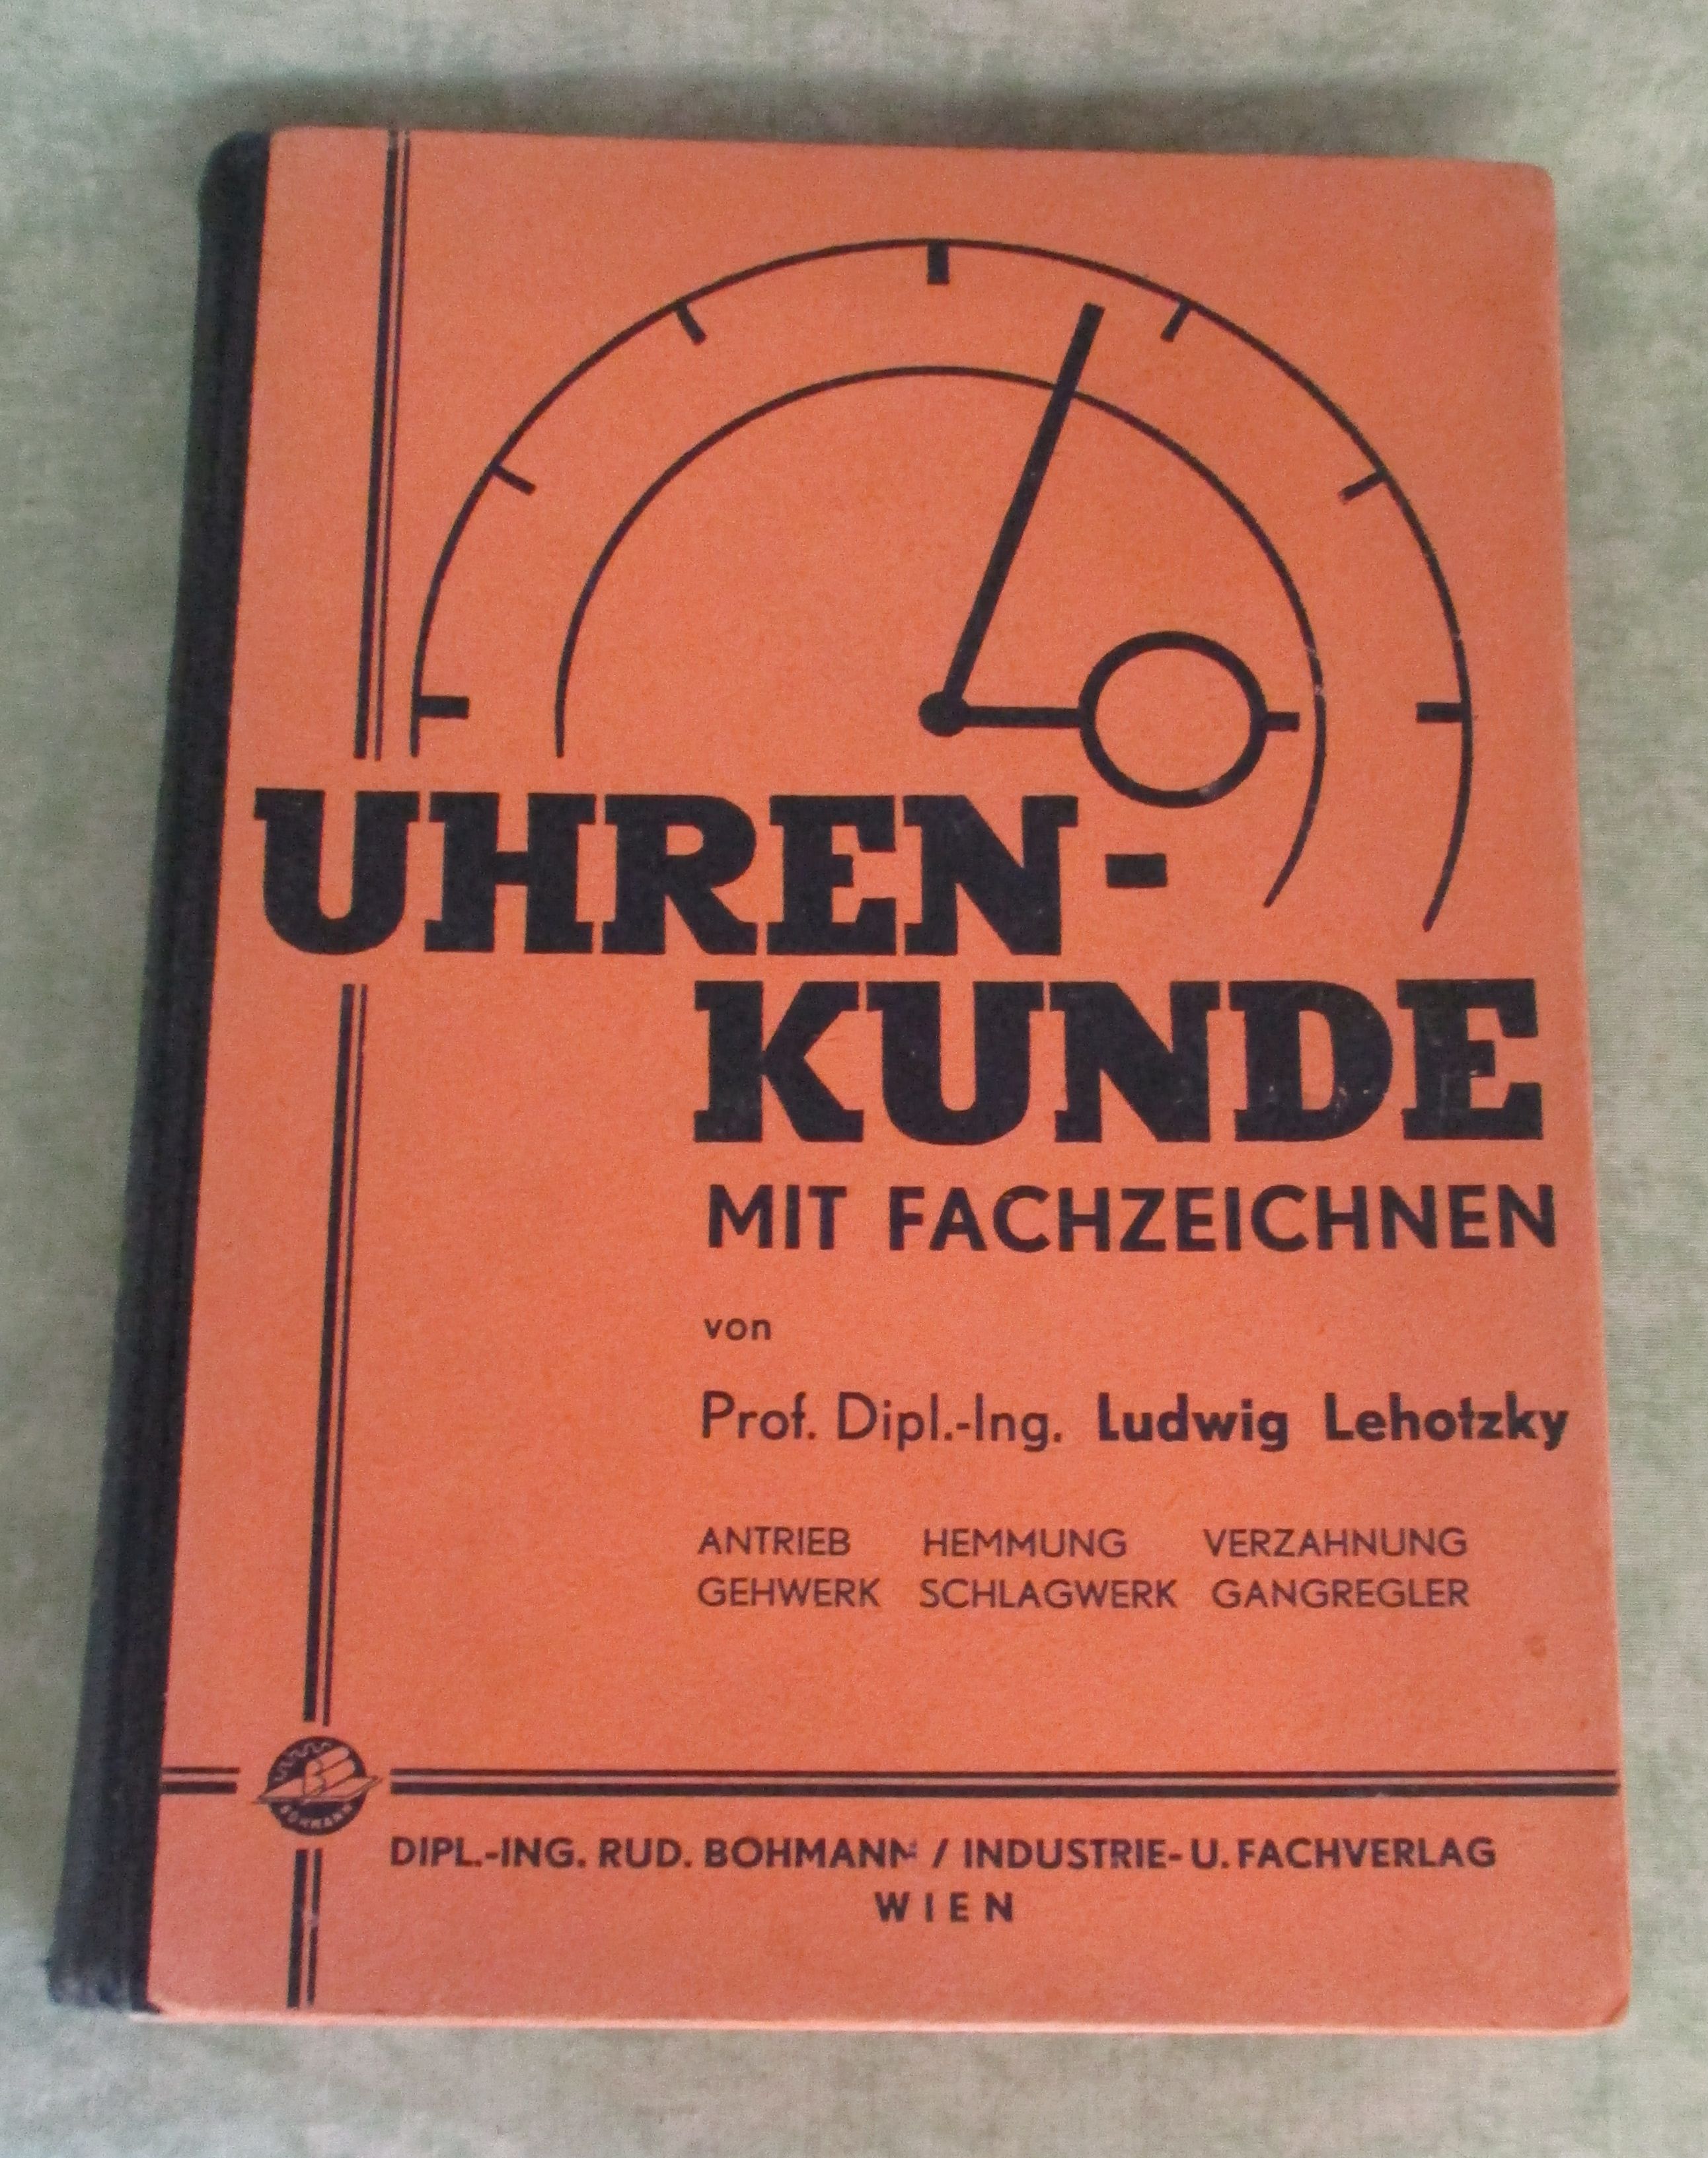 UHREN-
KUNDE
MIT FACHZEICHNEN
von
Prof. Dipl.-Ing. Ludwig Lehotzky
ANTRIEB HEMMUNG VERZAHNUNG
GEHWERK SCHLAGWERK GANGREGLER
B
BOHMANN
DIPL.-ING. RUD. BOHMANN / INDUSTRIE- U. FACHVERLAG
WIEN